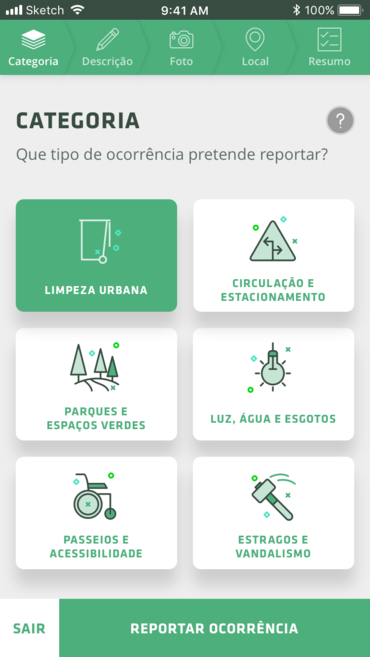 Sketch 9:41 AM 100%
Categoria Descrição Foto Local Resumo
CATEGORIA ?
Que tipo de ocorrência pretende reportar?
LIMPEZA URBANA
CIRCULAÇÃO E
ESTACIONAMENTO
PARQUES E
ESPAÇOS VERDES
LUZ, ÁGUA E ESGOTOS
PASSEIOS E
ACESSIBILIDADE
ESTRAGOS E
VANDALISMO
SAIR REPORTAR OCORRÊNCIA